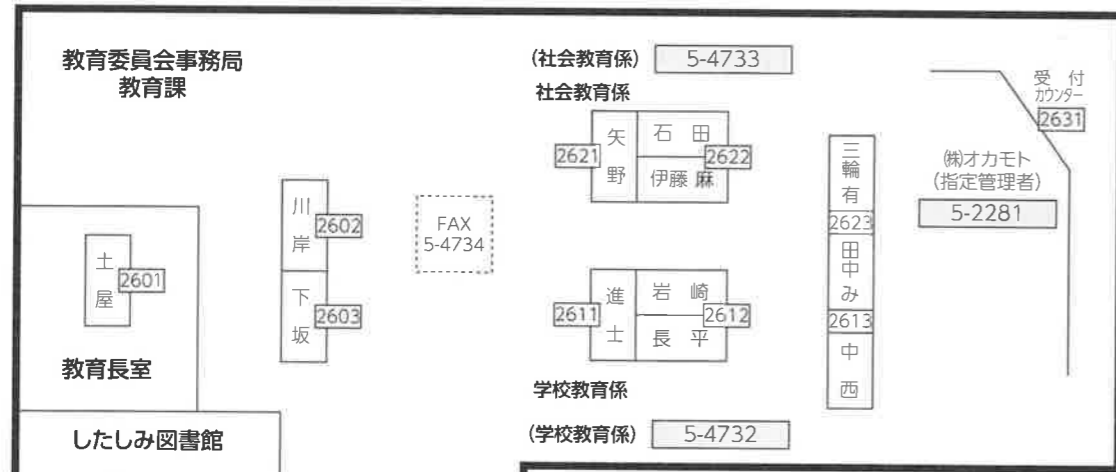 教育委員会事務局
教育課
(社会教育係) 5-4733
社会教育係
2621
矢野
石田
伊藤 麻
2622
三輪有
2623
田中み
2613
中西
受付
カウンター
2631
(株)オカモト
(指定管理者)
5-2281
川岸
2602
下坂
2603
FAX
5-4734
土屋
2601
教育長室
2611
進士
岩崎
長平
2612
学校教育係
(学校教育係) 5-4732
したしみ図書館